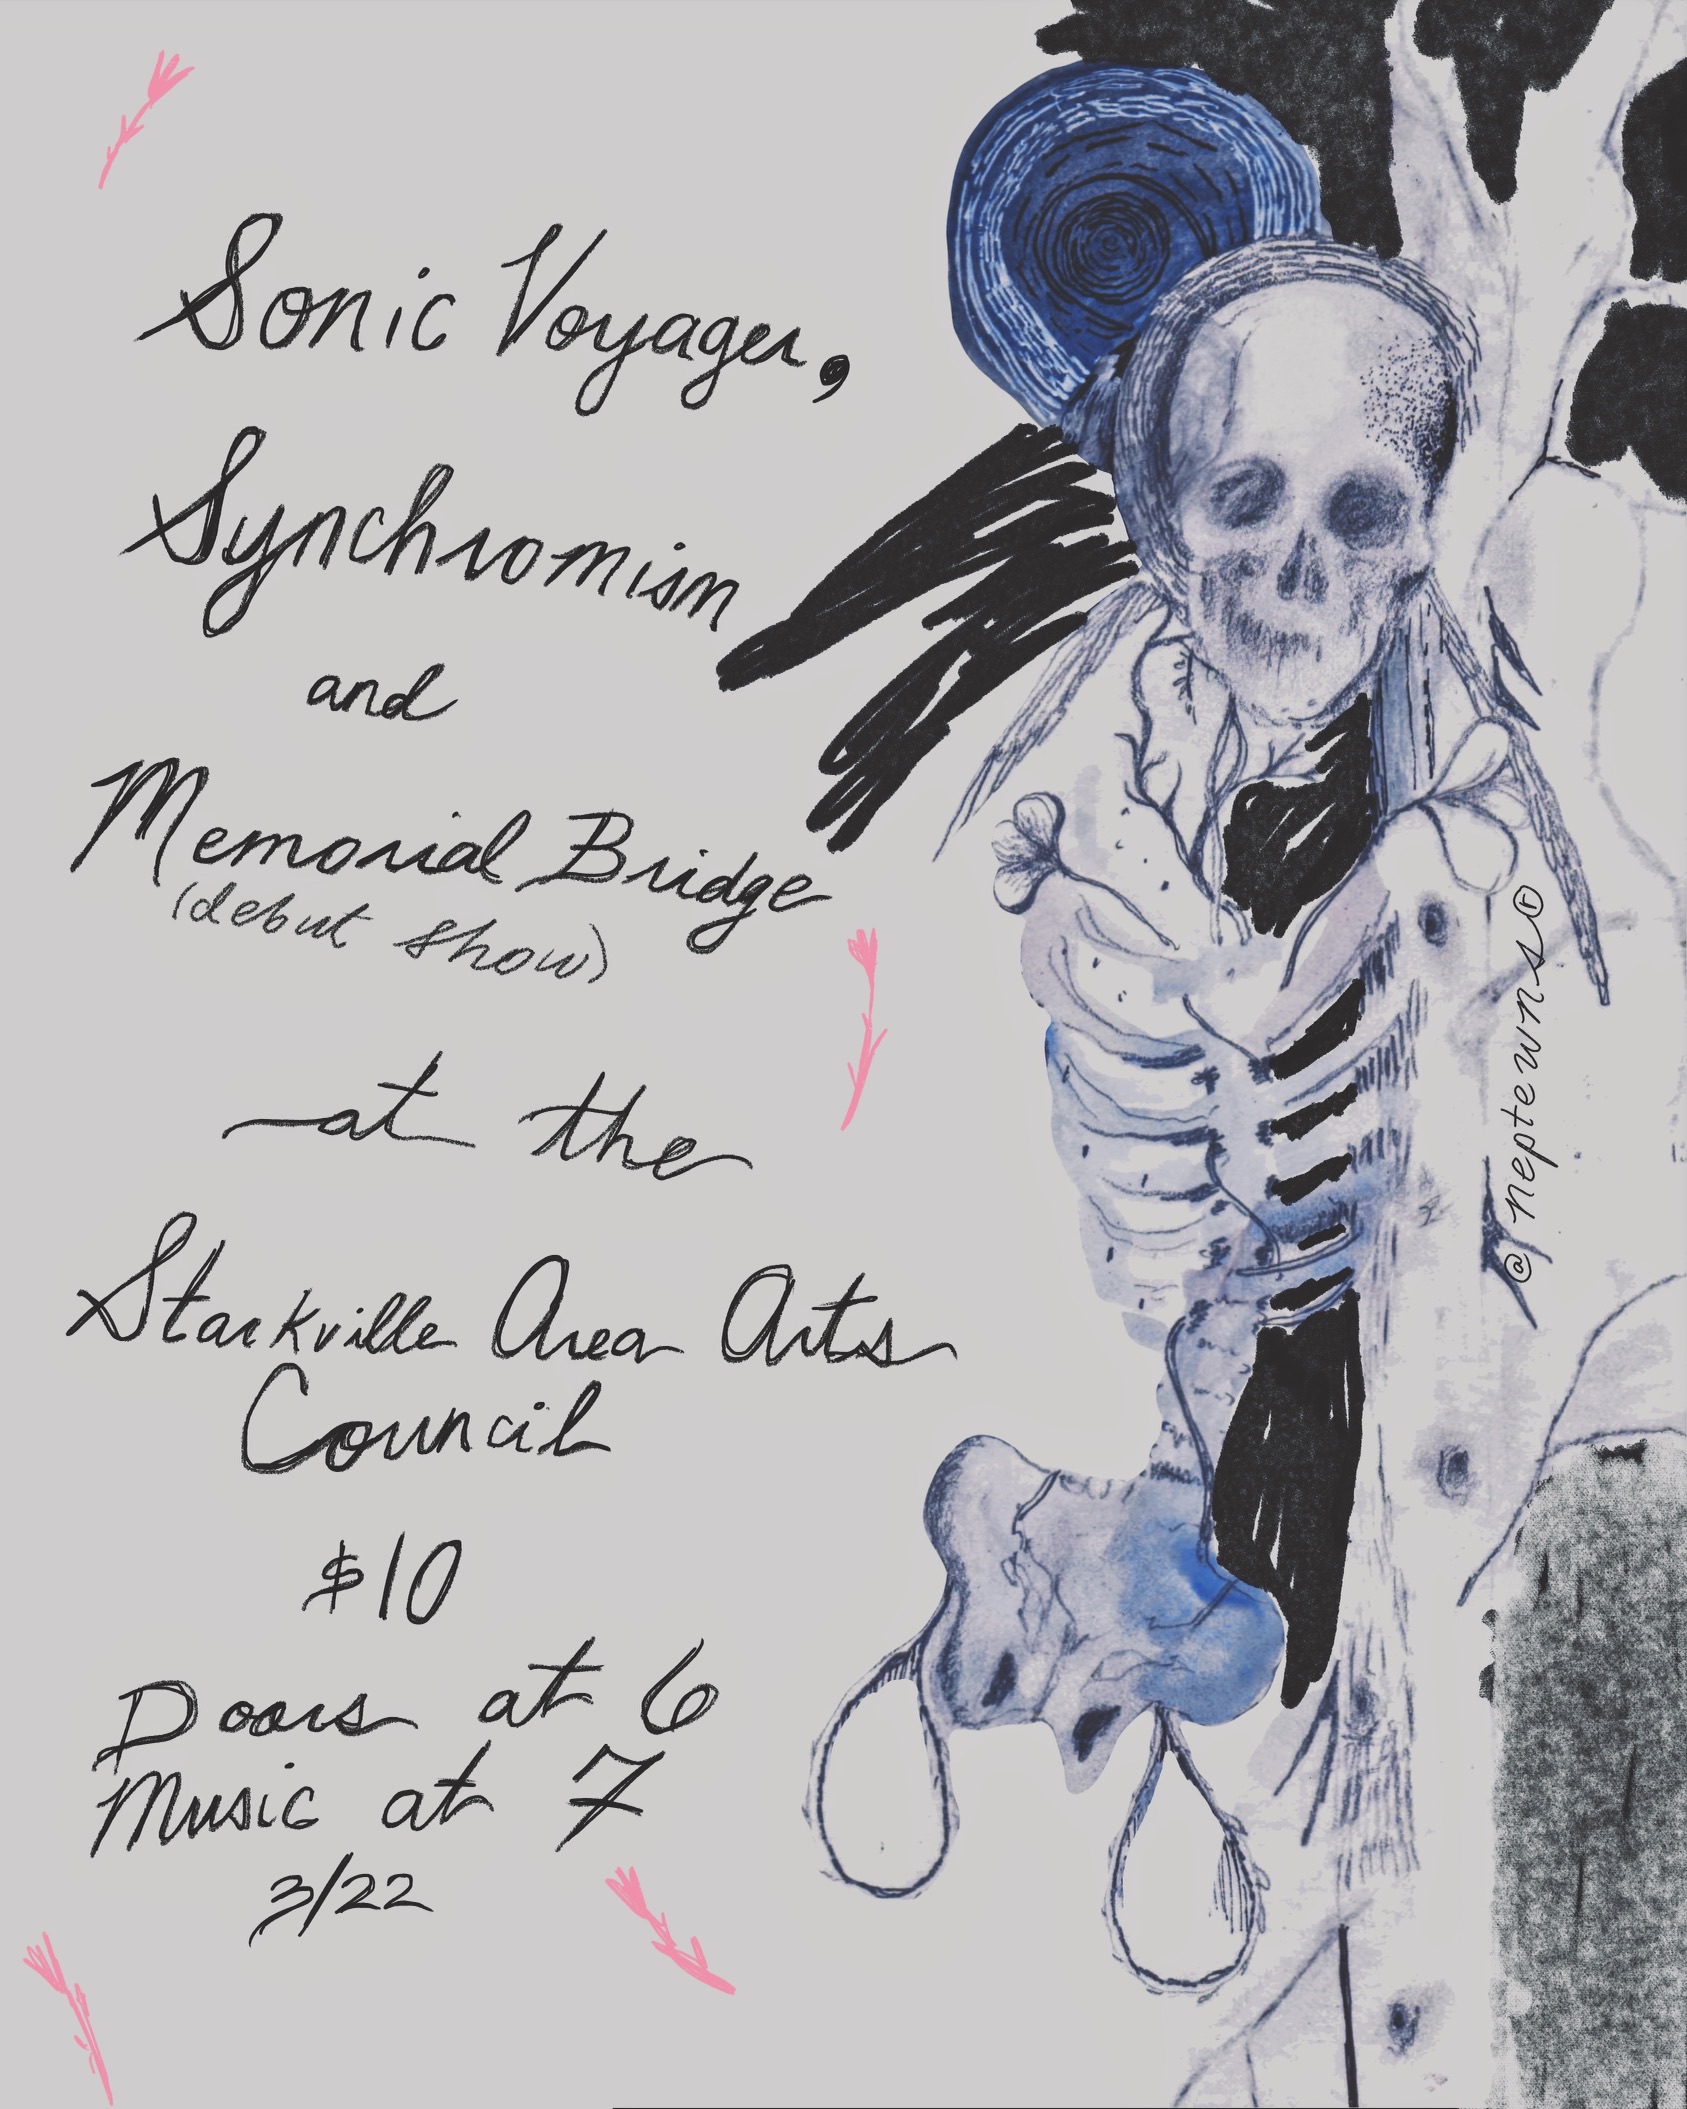 Sonic Voyager,
Synchromism
and
Memorial Bridge
(debut show)
at the
Starkville Area Arts
Council
$10
Doors at 6
Music at 7
3/22
@neptewnsⓇ